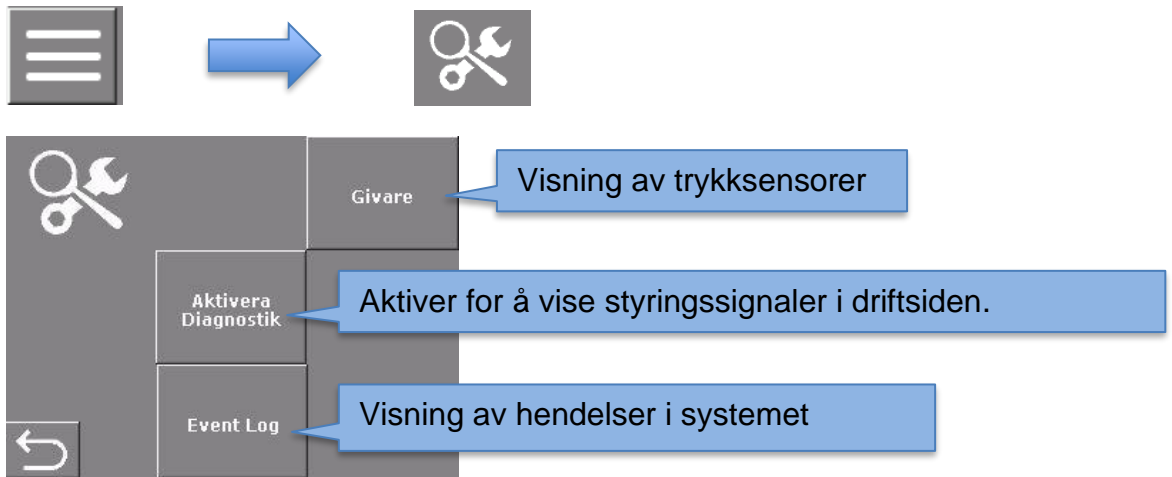 Givare
Visning av trykksensorer
Aktivera
Diagnostik
Aktiver for å vise styringssignaler i driftsiden.
Event Log
Visning av hendelser i systemet